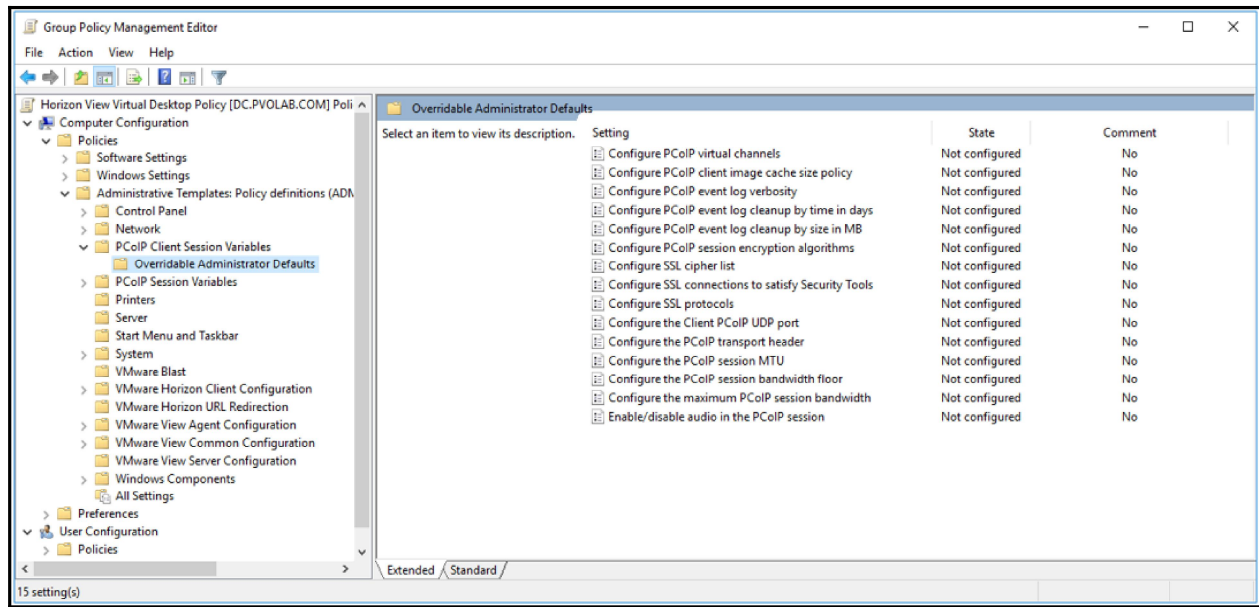 Group Policy Management Editor
File Action View Help
Horizon View Virtual Desktop Policy [DC.PVOLAB.COM] Poli
Computer Configuration
Policies
Software Settings
Windows Settings
Administrative Templates: Policy definitions (ADM
Control Panel
Network
PCoIP Client Session Variables
Overridable Administrator Defaults
PCoIP Session Variables
Printers
Server
Start Menu and Taskbar
System
VMware Blast
VMware Horizon Client Configuration
VMware Horizon URL Redirection
VMware View Agent Configuration
VMware View Common Configuration
VMware View Server Configuration
Windows Components
All Settings
Preferences
User Configuration
Policies
Overridable Administrator Defaults
Select an item to view its description.
Setting State Comment
Configure PCoIP virtual channels Not configured No
Configure PCoIP client image cache size policy Not configured No
Configure PCoIP event log verbosity Not configured No
Configure PCoIP event log cleanup by time in days Not configured No
Configure PCoIP event log cleanup by size in MB Not configured No
Configure PCoIP session encryption algorithms Not configured No
Configure SSL cipher list Not configured No
Configure SSL connections to satisfy Security Tools Not configured No
Configure SSL protocols Not configured No
Configure the Client PCoIP UDP port Not configured No
Configure the PCoIP transport header Not configured No
Configure the PCoIP session MTU Not configured No
Configure the PCoIP session bandwidth floor Not configured No
Configure the maximum PCoIP session bandwidth Not configured No
Enable/disable audio in the PCoIP session Not configured No
Extended Standard
15 setting(s)